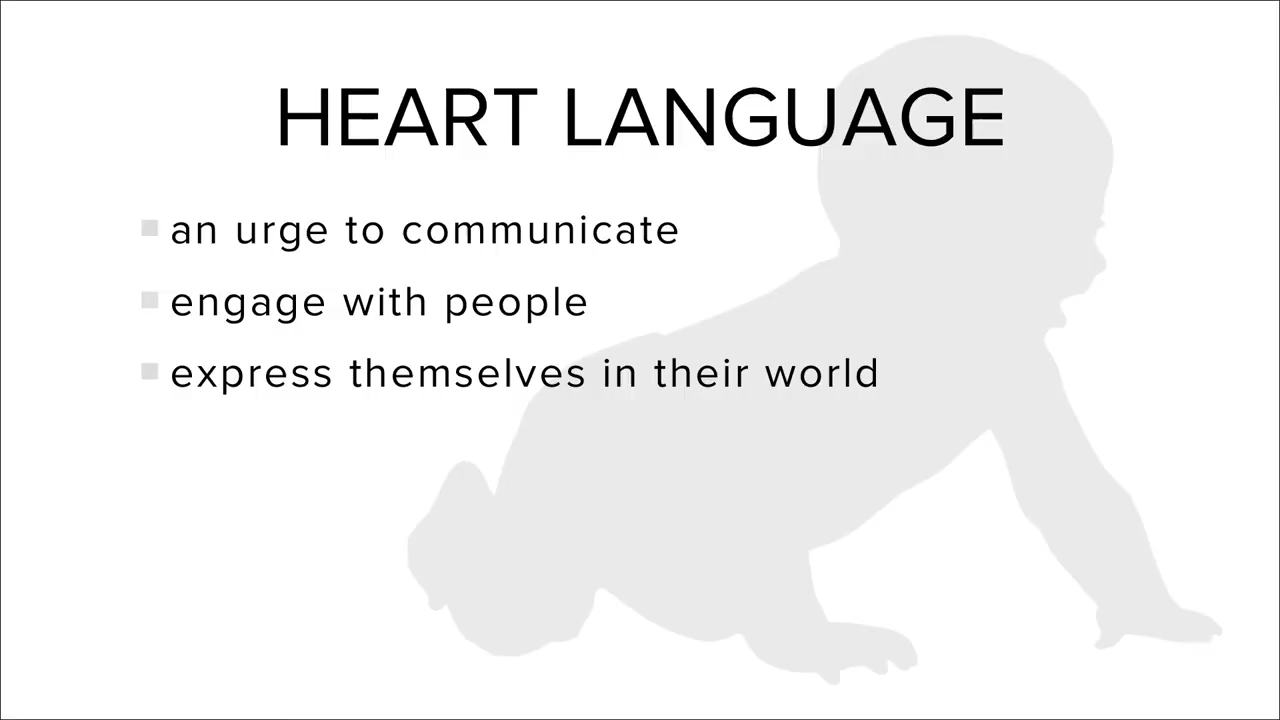 HEART LANGUAGE
an urge to communicate
engage with people
express themselves in their world